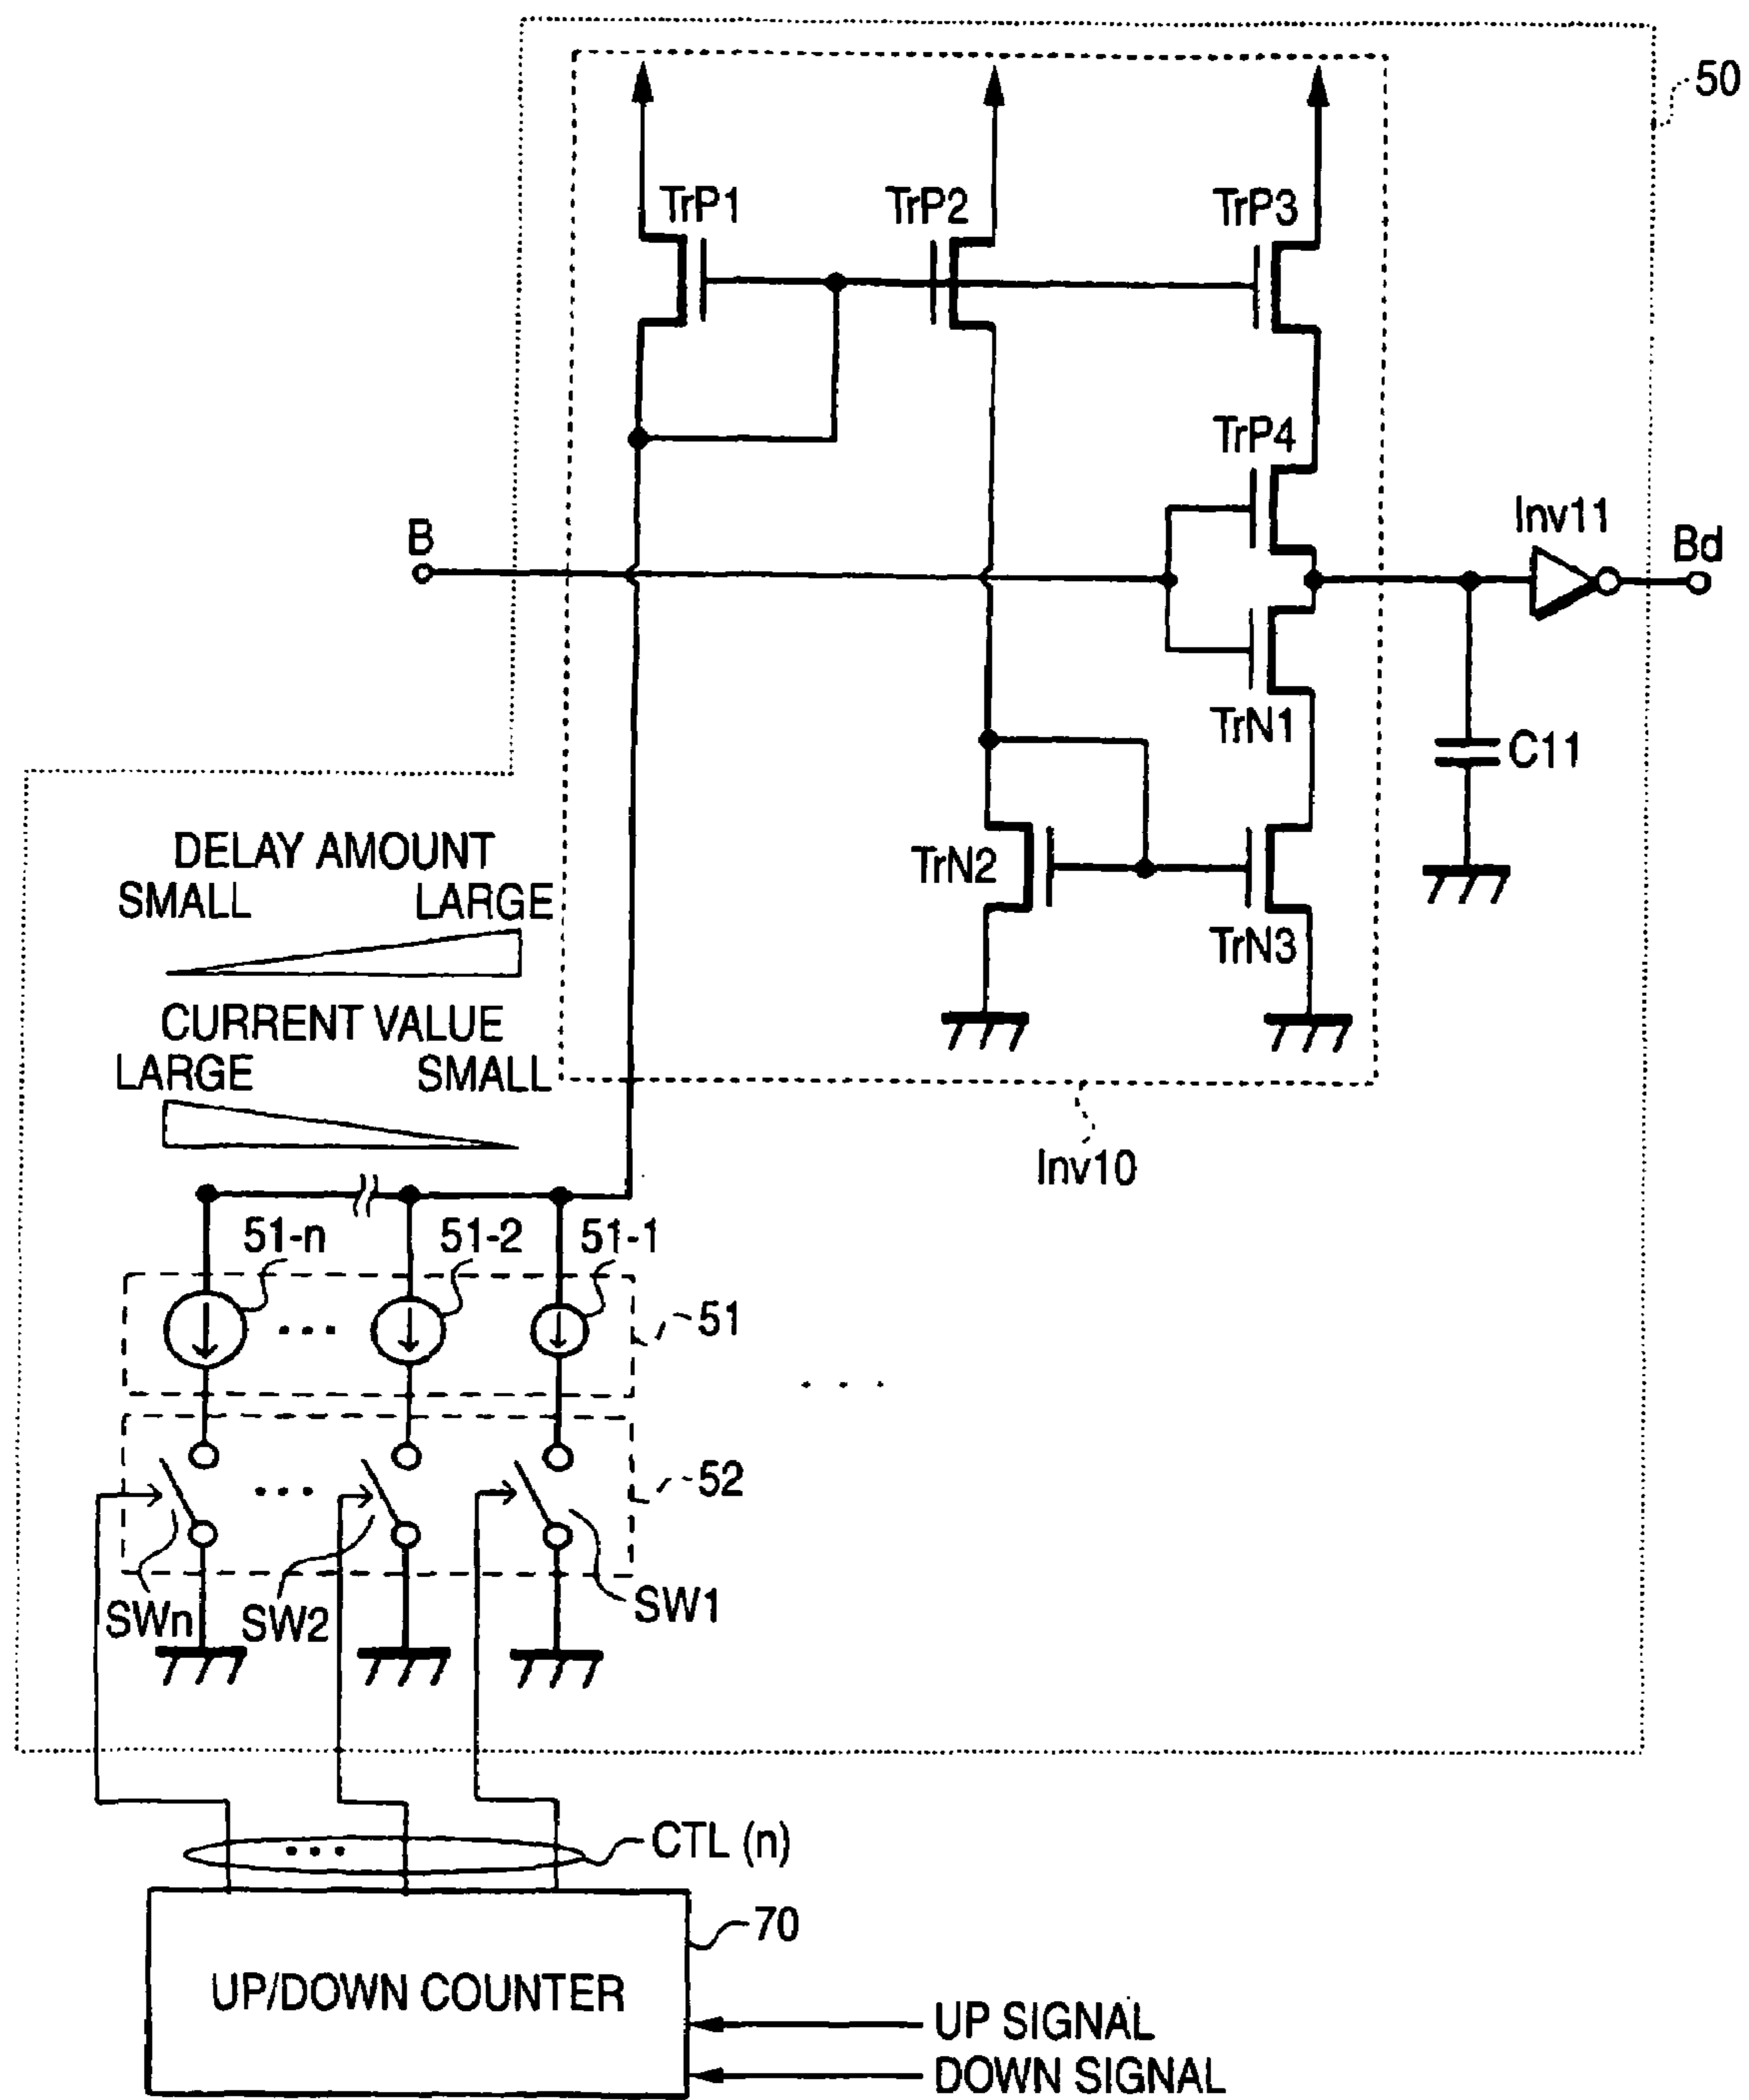 50
TrP1
TrP2
TrP3
TrP4
B
Inv11
Bd
TrN1
C11
DELAY AMOUNT
SMALL LARGE
TrN2
TrN3
CURRENT VALUE
LARGE SMALL
Inv10
51-n
51-2
51-1
51
...
...
52
...
SWn
SW2
SW1
...
CTL (n)
70
UP/DOWN COUNTER
UP SIGNAL
DOWN SIGNAL